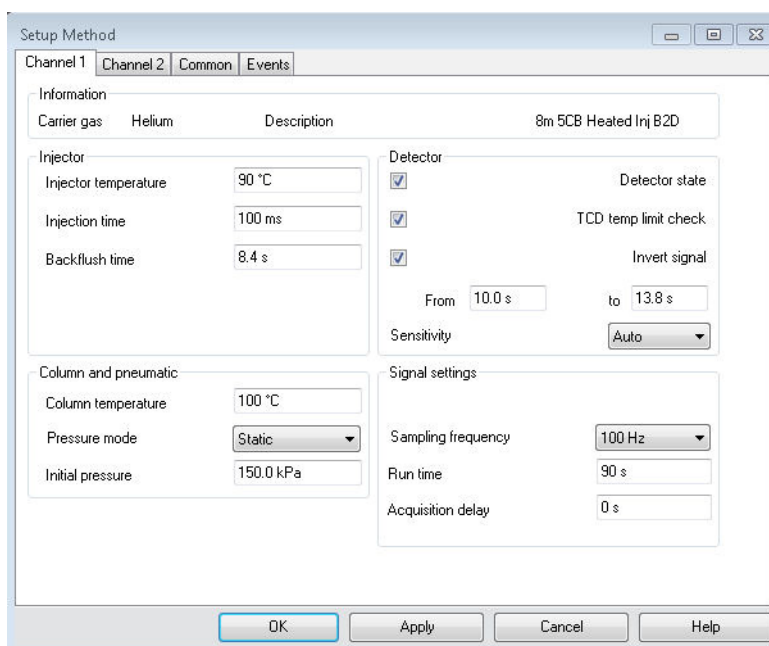 Setup Method
Channel 1 Channel 2 Common Events
Information
Carrier gas Helium Description 8m 5CB Heated Inj B2D
Injector
Injector temperature 90 °C
Injection time 100 ms
Backflush time 8.4 s
Detector
Detector state
TCD temp limit check
Invert signal
From 10.0 s to 13.8 s
Sensitivity Auto
Column and pneumatic
Column temperature 100 °C
Pressure mode Static
Initial pressure 150.0 kPa
Signal settings
Sampling frequency 100 Hz
Run time 90 s
Acquisition delay 0 s
OK Apply Cancel Help